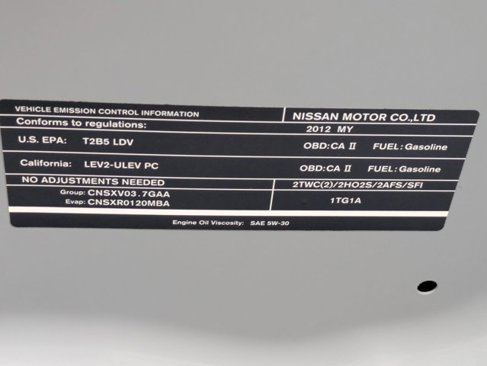 VEHICLE EMISSION CONTROL INFORMATION
NISSAN MOTOR CO.,LTD
Conforms to regulations:
2012 MY
U.S. EPA: T2B5 LDV OBD:CA II FUEL: Gasoline
California: LEV2-ULEV PC OBD:CA II FUEL: Gasoline
NO ADJUSTMENTS NEEDED
2TWC(2)/2HO2S/2AFS/SFI
Group: CNSXV03.7GAA
Evap: CNSXR0120MBA
1TG1A
Engine Oil Viscosity: SAE 5W-30